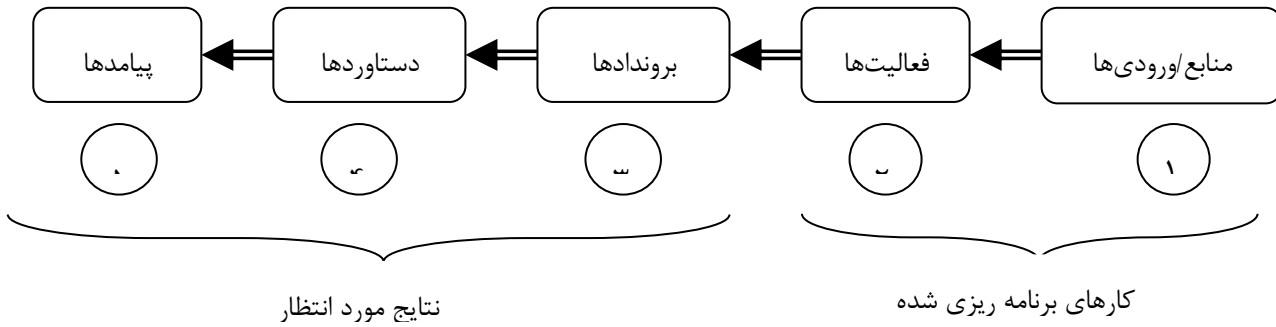 منابع/ورودی‌ها
فعالیت‌ها
بروندادها
دستاوردها
پیامدها
۱
کارهای برنامه ریزی شده
نتایج مورد انتظار